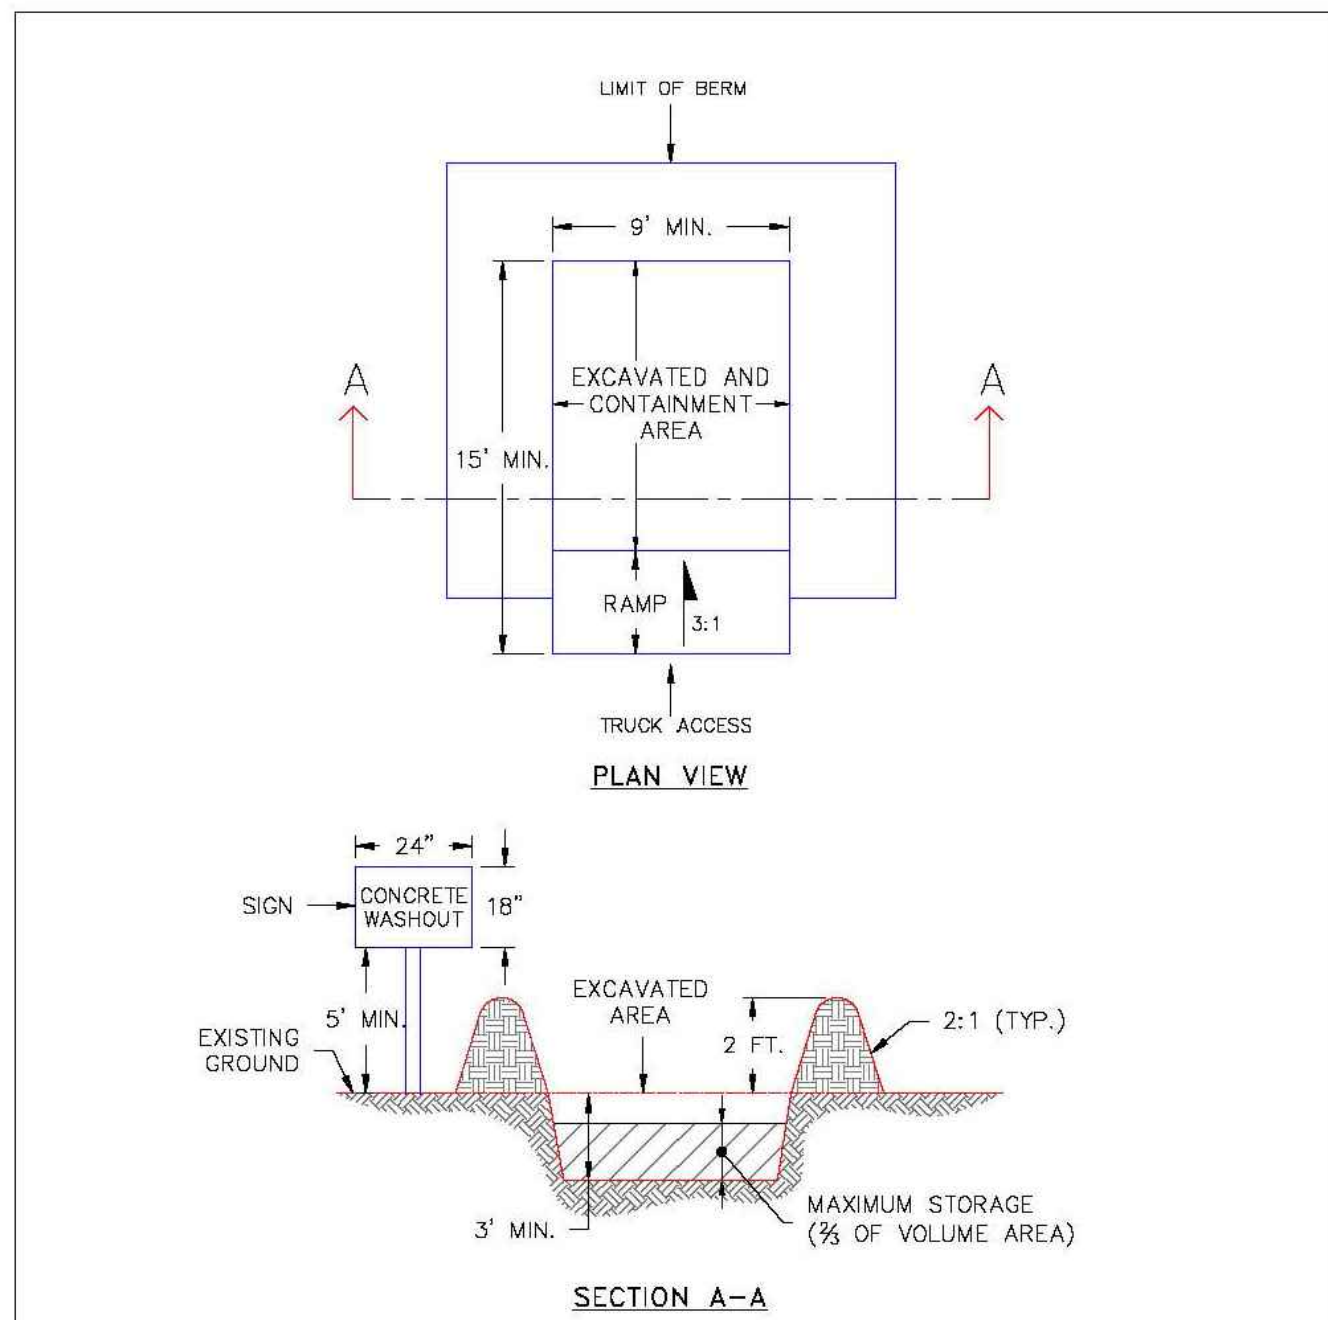 LIMIT OF BERM
9' MIN.
A
A
EXCAVATED AND
CONTAINMENT
AREA
15' MIN.
RAMP
3:1
TRUCK ACCESS
PLAN VIEW
24"
SIGN
CONCRETE
WASHOUT
18"
EXCAVATED
AREA
5' MIN.
2 FT.
2:1 (TYP.)
EXISTING
GROUND
3' MIN.
MAXIMUM STORAGE
(⅔ OF VOLUME AREA)
SECTION A-A